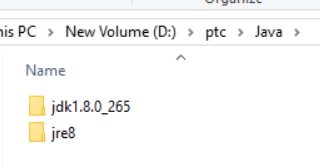 Organize
his PC > New Volume (D:) > ptc > Java >
Name
jdk1.8.0_265
jre8